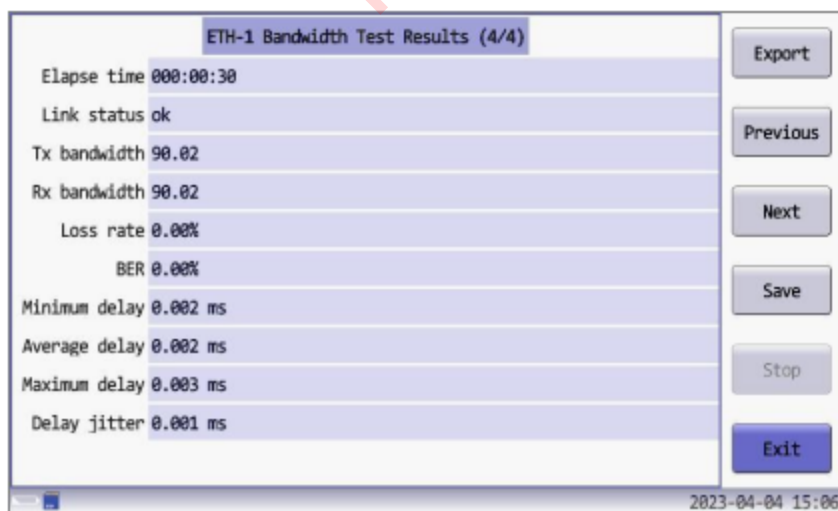 ETH-1 Bandwidth Test Results (4/4)
Elapse time 000:00:30
Link status ok
Tx bandwidth 90.02
Rx bandwidth 90.02
Loss rate 0.00%
BER 0.00%
Minimum delay 0.002 ms
Average delay 0.002 ms
Maximum delay 0.003 ms
Delay jitter 0.001 ms
Export
Previous
Next
Save
Stop
Exit
2023-04-04 15:06